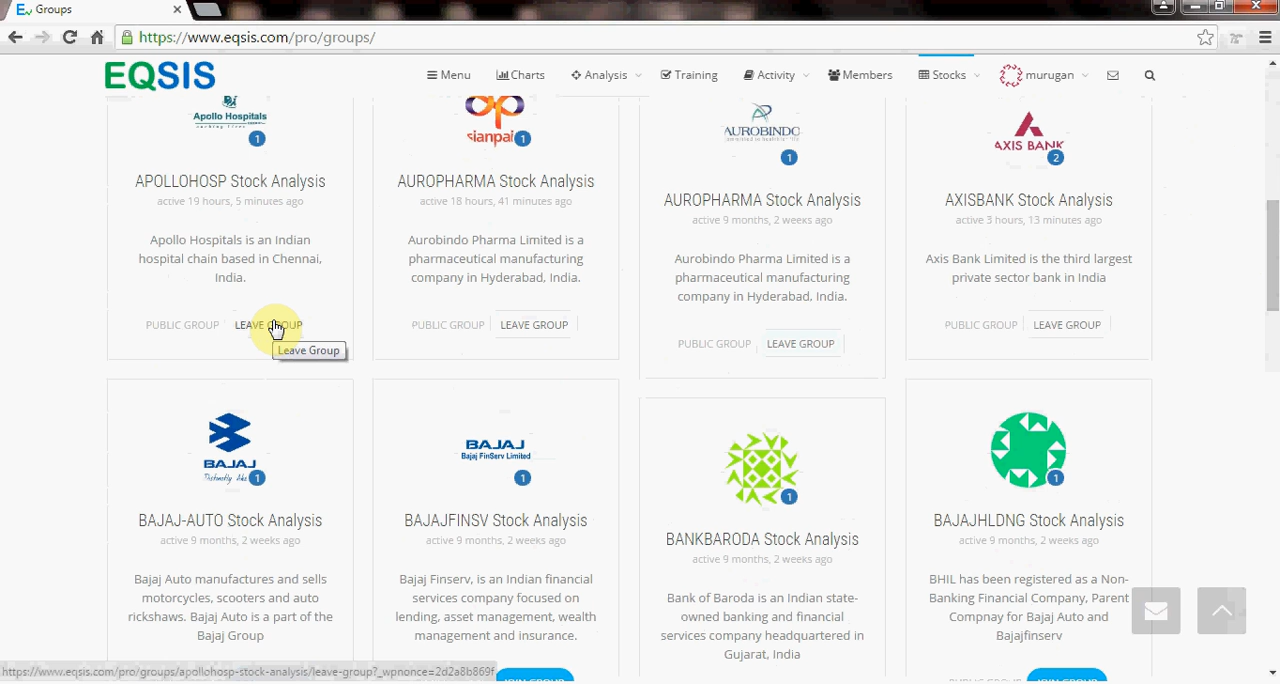 Groups
https://www.eqsis.com/pro/groups/
EQSIS
Menu
Charts
Analysis
Training
Activity
Members
Stocks
murugan
Apollo Hospitals
1
APOLLOHOSP Stock Analysis
active 19 hours, 5 minutes ago
Apollo Hospitals is an Indian
hospital chain based in Chennai,
India.
PUBLIC GROUP
LEAVE GROUP
Leave Group
1
AUROPHARMA Stock Analysis
active 18 hours, 41 minutes ago
Aurobindo Pharma Limited is a
pharmaceutical manufacturing
company in Hyderabad, India.
PUBLIC GROUP
LEAVE GROUP
AUROBINDO
1
AUROPHARMA Stock Analysis
active 9 months, 2 weeks ago
Aurobindo Pharma Limited is a
pharmaceutical manufacturing
company in Hyderabad, India.
PUBLIC GROUP
LEAVE GROUP
AXIS BANK
2
AXISBANK Stock Analysis
active 3 hours, 13 minutes ago
Axis Bank Limited is the third largest
private sector bank in India
PUBLIC GROUP
LEAVE GROUP
BAJAJ
1
BAJAJ-AUTO Stock Analysis
active 9 months, 2 weeks ago
Bajaj Auto manufactures and sells
motorcycles, scooters and auto
rickshaws. Bajaj Auto is a part of the
Bajaj Group
BAJAJ
Bajaj FinServ Limited
1
BAJAJFINSV Stock Analysis
active 9 months, 2 weeks ago
Bajaj Finserv, is an Indian financial
services company focused on
lending, asset management, wealth
management and insurance.
JOIN GROUP
1
BANKBARODA Stock Analysis
active 9 months, 2 weeks ago
Bank of Baroda is an Indian state-
owned banking and financial
services company headquartered in
Gujarat, India
1
BAJAJHLDNG Stock Analysis
active 9 months, 2 weeks ago
BHIL has been registered as a Non-
Banking Financial Company, Parent
Compnay for Bajaj Auto and
Bajajfinserv
PUBLIC GROUP
JOIN GROUP
https://www.eqsis.com/pro/groups/apollohosp-stock-analysis/leave-group?_wpnonce=2d2a8b869f